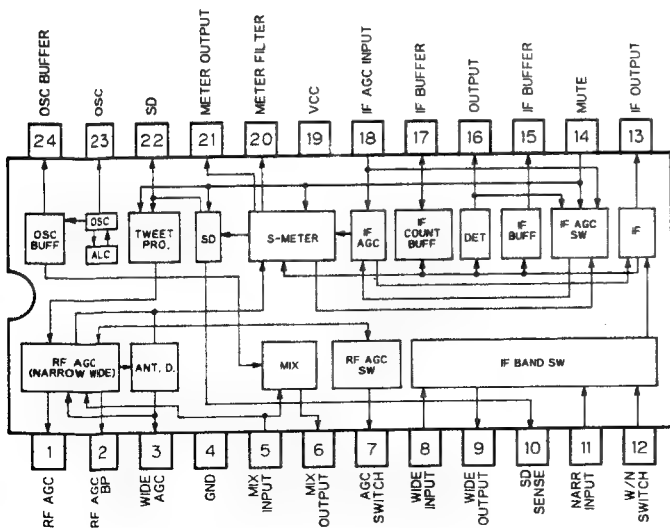 OSC BUFFER
OSC
SD
METER OUTPUT
METER FILTER
VCC
IF AGC INPUT
IF BUFFER
OUTPUT
IF BUFFER
MUTE
IF OUTPUT
24
23
22
21
20
19
18
17
16
15
14
13
OSC
BUFF
OSC
ALC
TWEET
PRO.
SD
S-METER
IF
AGC
IF
COUNT
BUFF
DET
IF
BUFF
IF AGC
SW
IF
RF AGC
(NARROW WIDE)
ANT. D.
MIX
RF AGC
SW
IF BAND SW
1
2
3
4
5
6
7
8
9
10
11
12
RF AGC
RF AGC
BP
WIDE
AGC
GND
MIX
INPUT
MIX
OUTPUT
AGC
SWITCH
WIDE
INPUT
WIDE
OUTPUT
SD
SENSE
NARR
INPUT
W/N
SWITCH